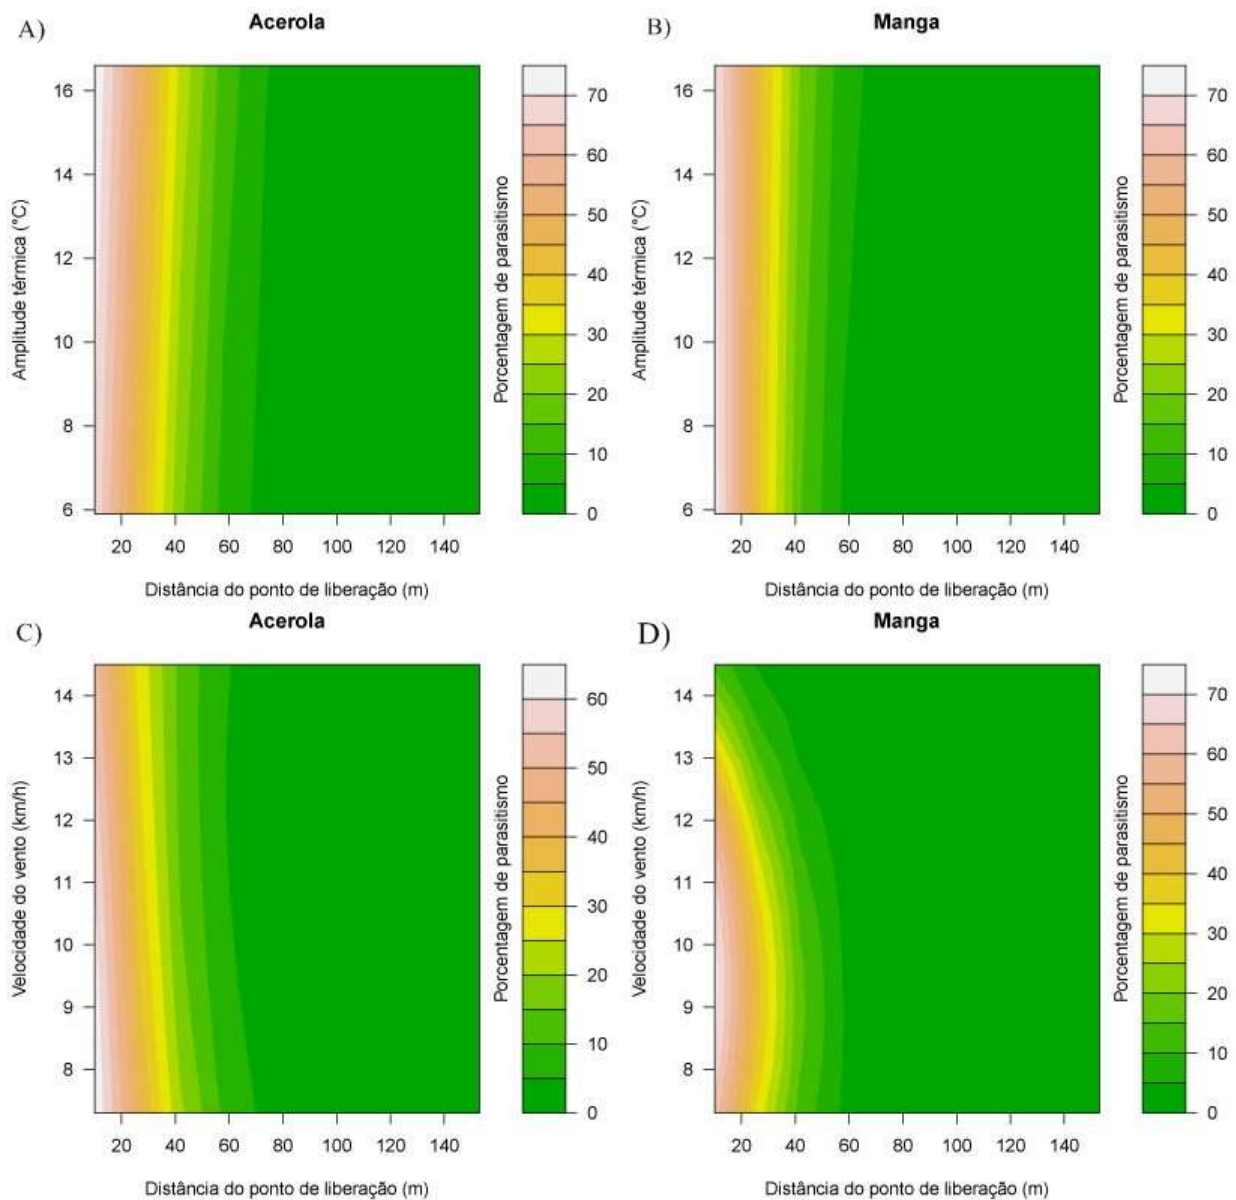 A)
Acerola
Amplitude térmica (°C)
16
14
12
10
8
6
20 40 60 80 100 120 140
Distância do ponto de liberação (m)
Porcentagem de parasitismo
70
60
50
40
30
20
10
0
B)
Manga
Amplitude térmica (°C)
16
14
12
10
8
6
20 40 60 80 100 120 140
Distância do ponto de liberação (m)
Porcentagem de parasitismo
70
60
50
40
30
20
10
0
C)
Acerola
Velocidade do vento (km/h)
14
13
12
11
10
9
8
20 40 60 80 100 120 140
Distância do ponto de liberação (m)
Porcentagem de parasitismo
60
50
40
30
20
10
0
D)
Manga
Velocidade do vento (km/h)
14
13
12
11
10
9
8
20 40 60 80 100 120 140
Distância do ponto de liberação (m)
Porcentagem de parasitismo
70
60
50
40
30
20
10
0